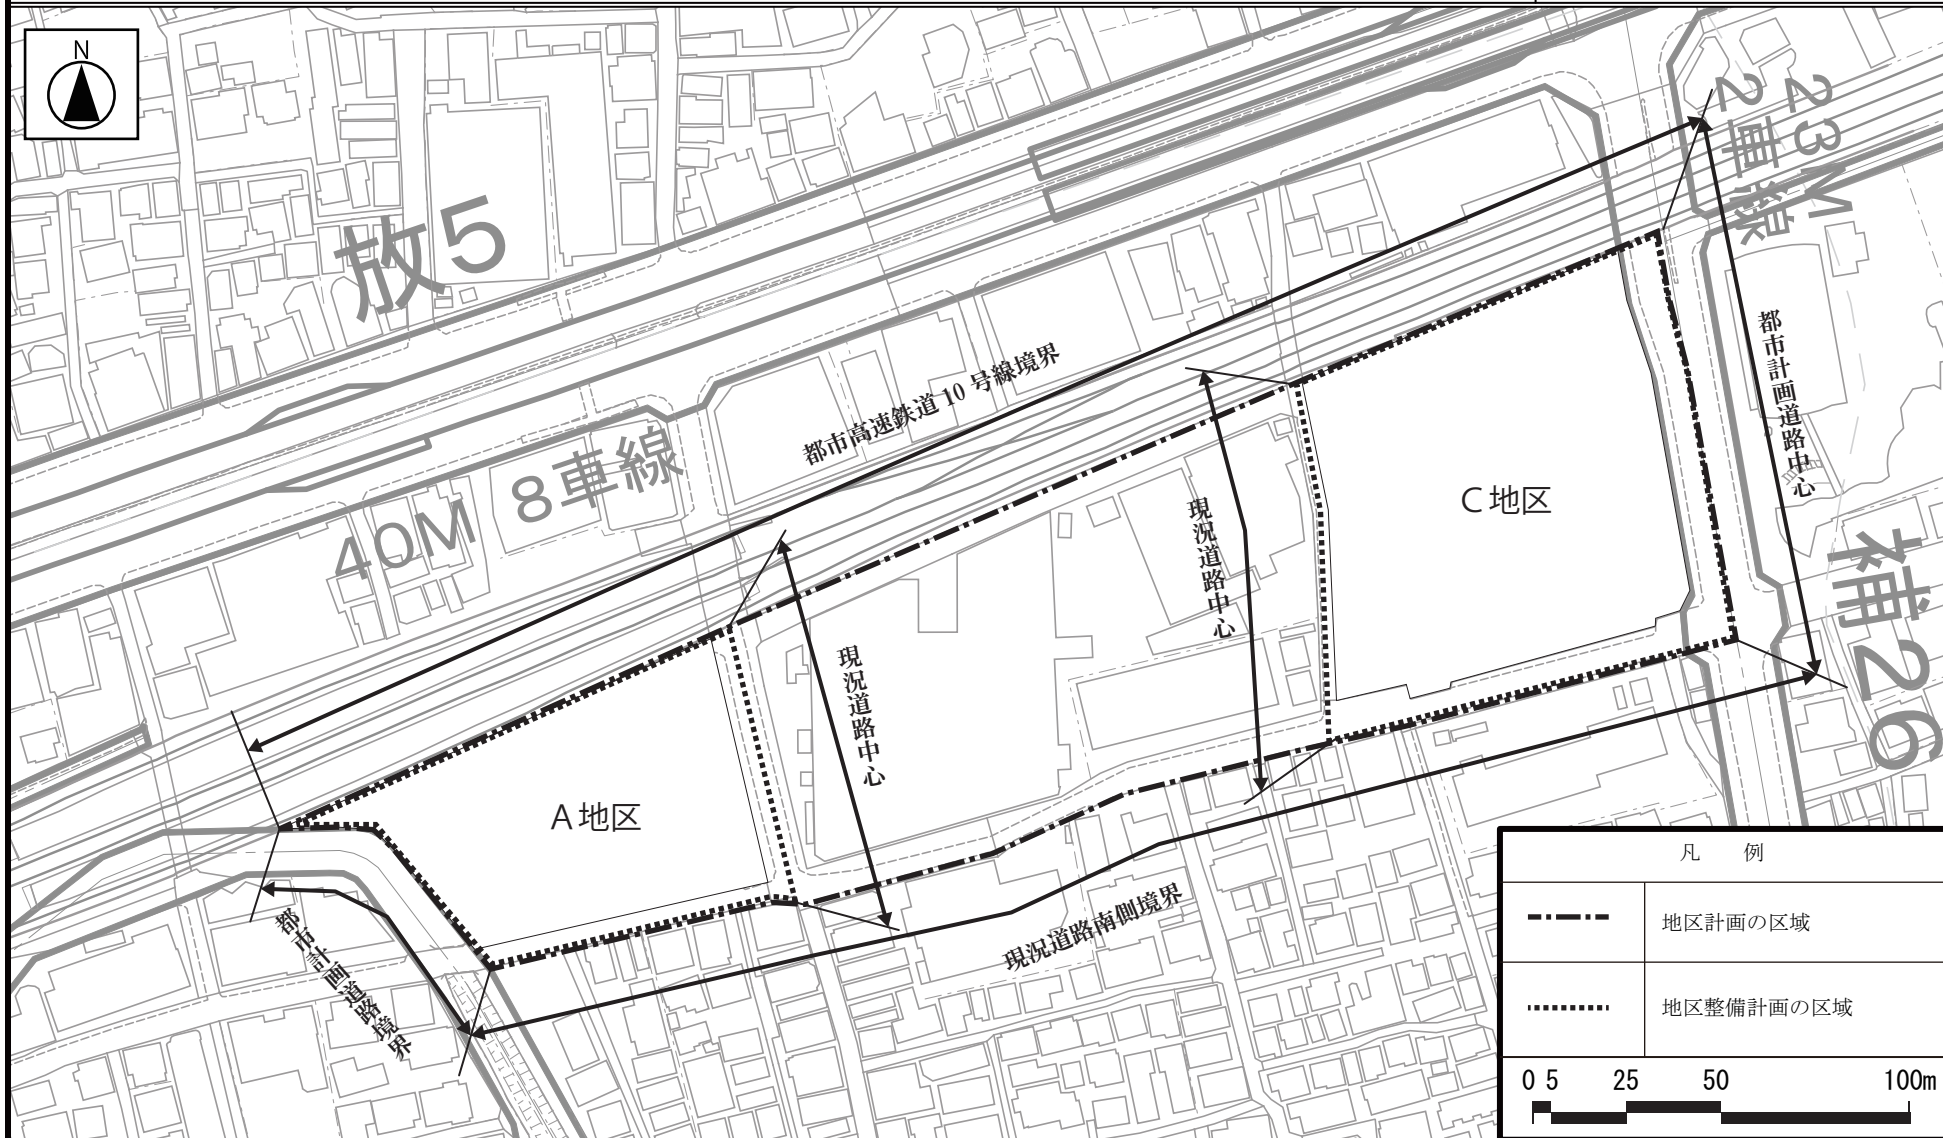 N
放5
40M 8車線
23M
2車線
補26
都市高速鉄道 10 号線境界
都市計画道路中心
現況道路中心
現況道路中心
C地区
A地区
現況道路南側境界
都市計画道路境界
凡 例
地区計画の区域
地区整備計画の区域
0 5 25 50 100m